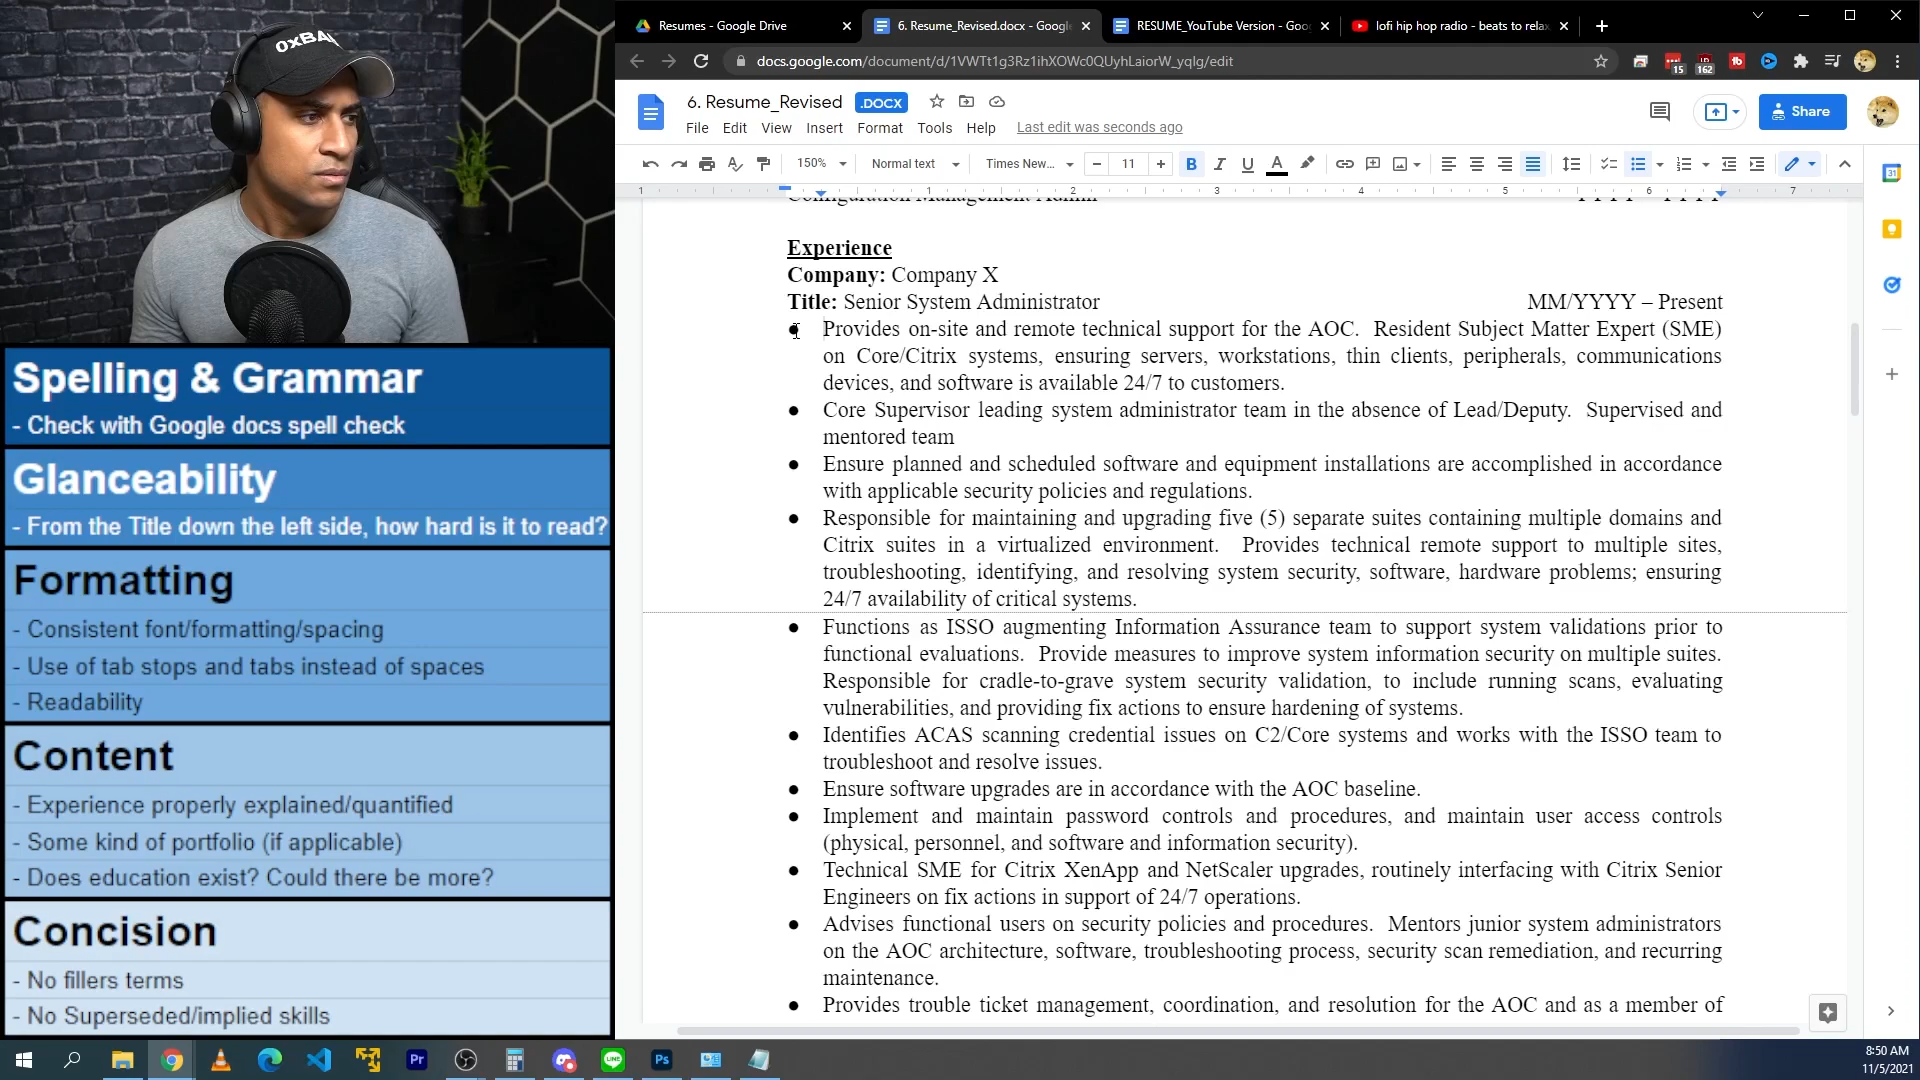 OxBA
Spelling & Grammar
- Check with Google docs spell check
Glanceability
- From the Title down the left side, how hard is it to read?
Formatting
- Consistent font/formatting/spacing
- Use of tab stops and tabs instead of spaces
- Readability
Content
- Experience properly explained/quantified
- Some kind of portfolio (if applicable)
- Does education exist? Could there be more?
Concision
- No fillers terms
- No Superseded/implied skills
Resumes - Google Drive
6. Resume_Revised.docx - Google
RESUME_YouTube Version - Goo
lofi hip hop radio - beats to relax
docs.google.com/document/d/1VWTt1g3Rz1ihXOWc0QUyhLaiorW_yqlg/edit
15
162
6. Resume_Revised
.DOCX
File Edit View Insert Format Tools Help Last edit was seconds ago
Share
150% Normal text Times New... 11 B I U A
1 1 2 3 4 5 6 7
31
Configuration Management Admin YYYY – YYYY
Experience
Company: Company X
Title: Senior System Administrator MM/YYYY – Present
● Provides on-site and remote technical support for the AOC. Resident Subject Matter Expert (SME)
on Core/Citrix systems, ensuring servers, workstations, thin clients, peripherals, communications
devices, and software is available 24/7 to customers.
● Core Supervisor leading system administrator team in the absence of Lead/Deputy. Supervised and
mentored team
● Ensure planned and scheduled software and equipment installations are accomplished in accordance
with applicable security policies and regulations.
● Responsible for maintaining and upgrading five (5) separate suites containing multiple domains and
Citrix suites in a virtualized environment. Provides technical remote support to multiple sites,
troubleshooting, identifying, and resolving system security, software, hardware problems; ensuring
24/7 availability of critical systems.
● Functions as ISSO augmenting Information Assurance team to support system validations prior to
functional evaluations. Provide measures to improve system information security on multiple suites.
Responsible for cradle-to-grave system security validation, to include running scans, evaluating
vulnerabilities, and providing fix actions to ensure hardening of systems.
● Identifies ACAS scanning credential issues on C2/Core systems and works with the ISSO team to
troubleshoot and resolve issues.
● Ensure software upgrades are in accordance with the AOC baseline.
● Implement and maintain password controls and procedures, and maintain user access controls
(physical, personnel, and software and information security).
● Technical SME for Citrix XenApp and NetScaler upgrades, routinely interfacing with Citrix Senior
Engineers on fix actions in support of 24/7 operations.
● Advises functional users on security policies and procedures. Mentors junior system administrators
on the AOC architecture, software, troubleshooting process, security scan remediation, and recurring
maintenance.
● Provides trouble ticket management, coordination, and resolution for the AOC and as a member of
Pr
LINE
Ps
8:50 AM
11/5/2021